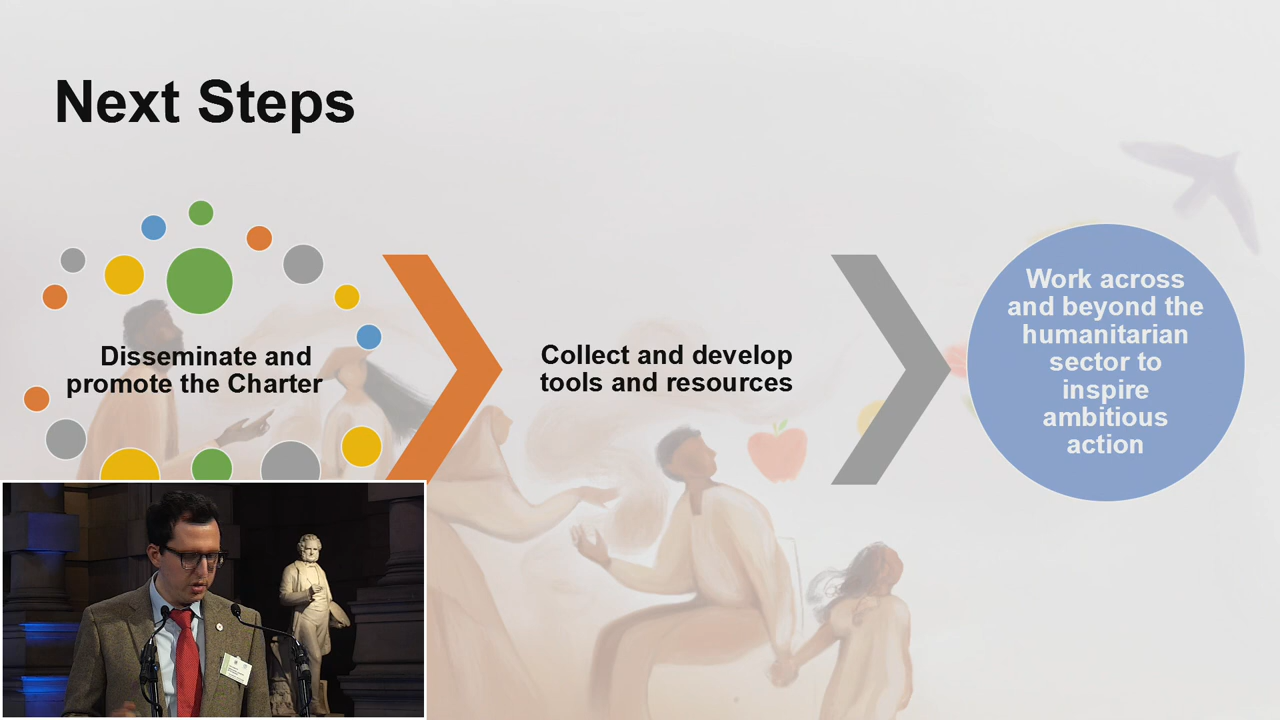 Next Steps
Disseminate and
promote the Charter
Collect and develop
tools and resources
Work across
and beyond the
humanitarian
sector to
inspire
ambitious
action